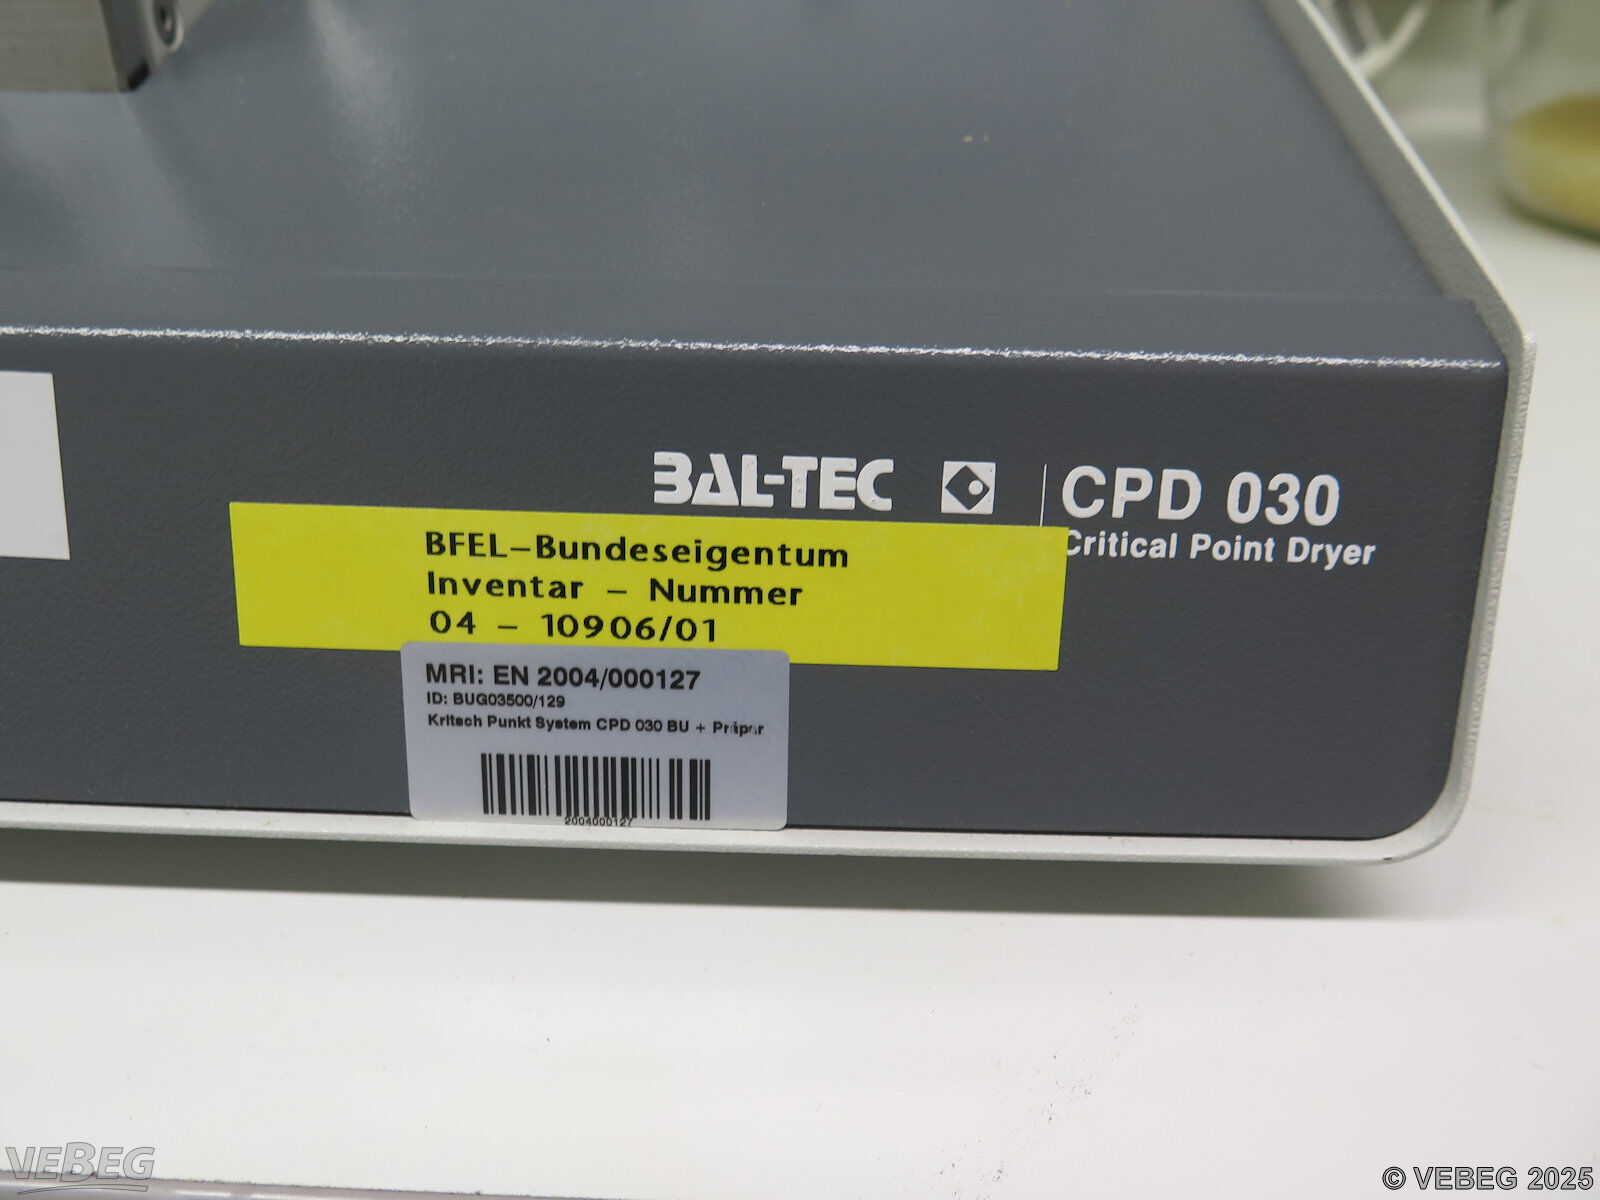 BAL-TEC
CPD 030
Critical Point Dryer
BFEL-Bundeseigentum
Inventar - Nummer
04 - 10906/01
MRI: EN 2004/000127
ID: BUG03500/129
Kritsch Punkt System CPD 030 BU + Präpar
2004000127
VEBEG
© VEBEG 2025